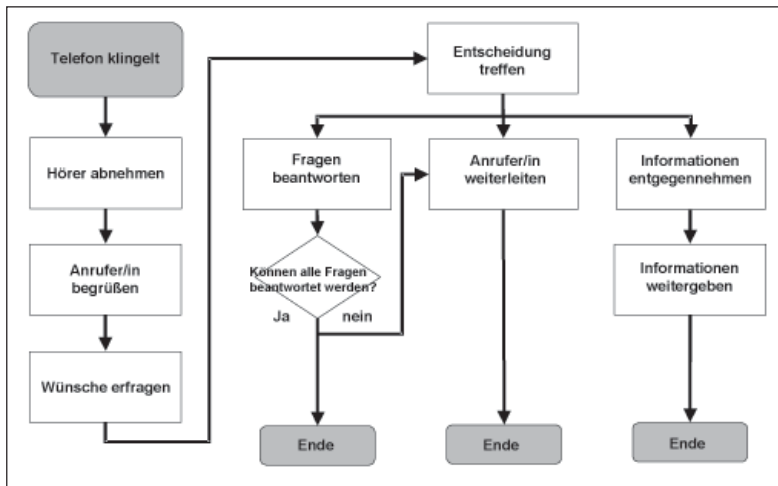 Telefon klingelt
Hörer abnehmen
Anrufer/in
begrüßen
Wünsche erfragen
Entscheidung
treffen
Fragen
beantworten
Können alle Fragen
beantwortet werden?
Ja
nein
Ende
Anrufer/in
weiterleiten
Ende
Informationen
entgegennehmen
Informationen
weitergeben
Ende